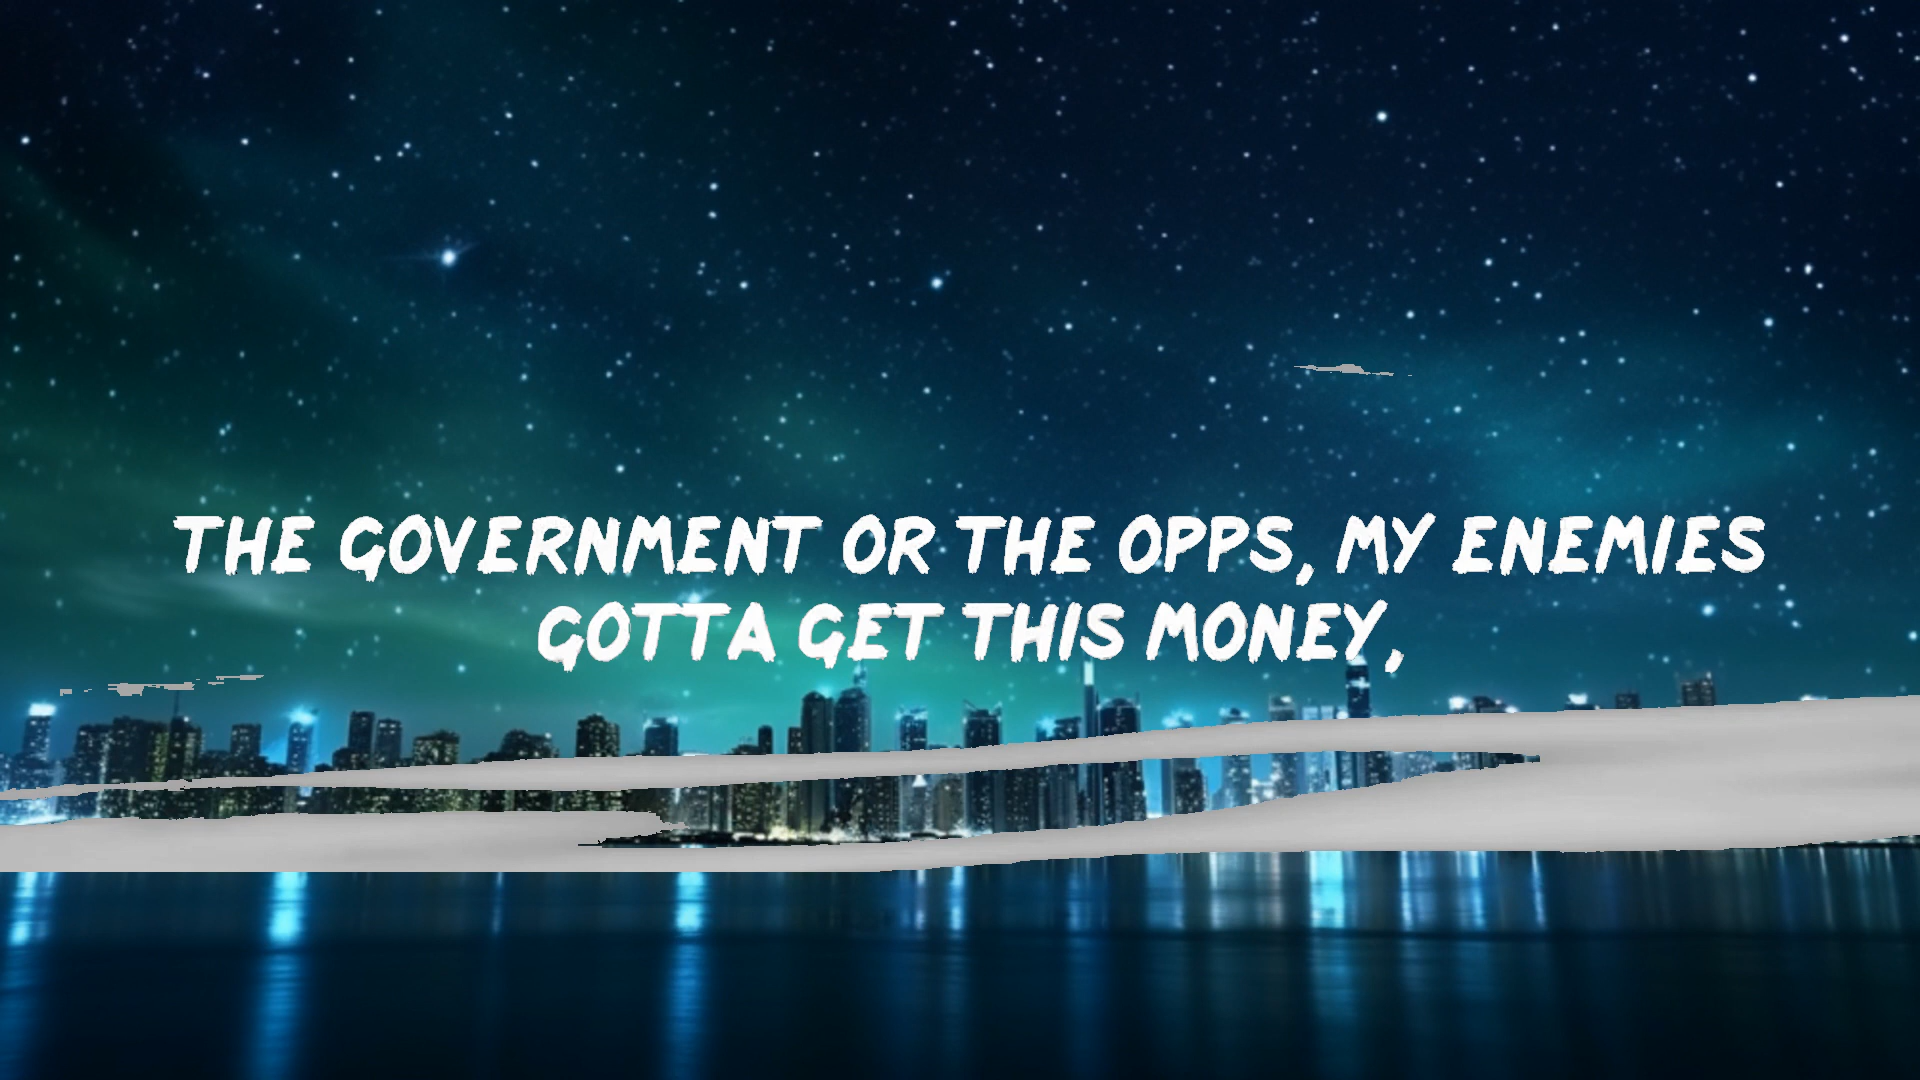 THE GOVERNMENT OR THE OPPS, MY ENEMIES
GOTTA GET THIS MONEY,